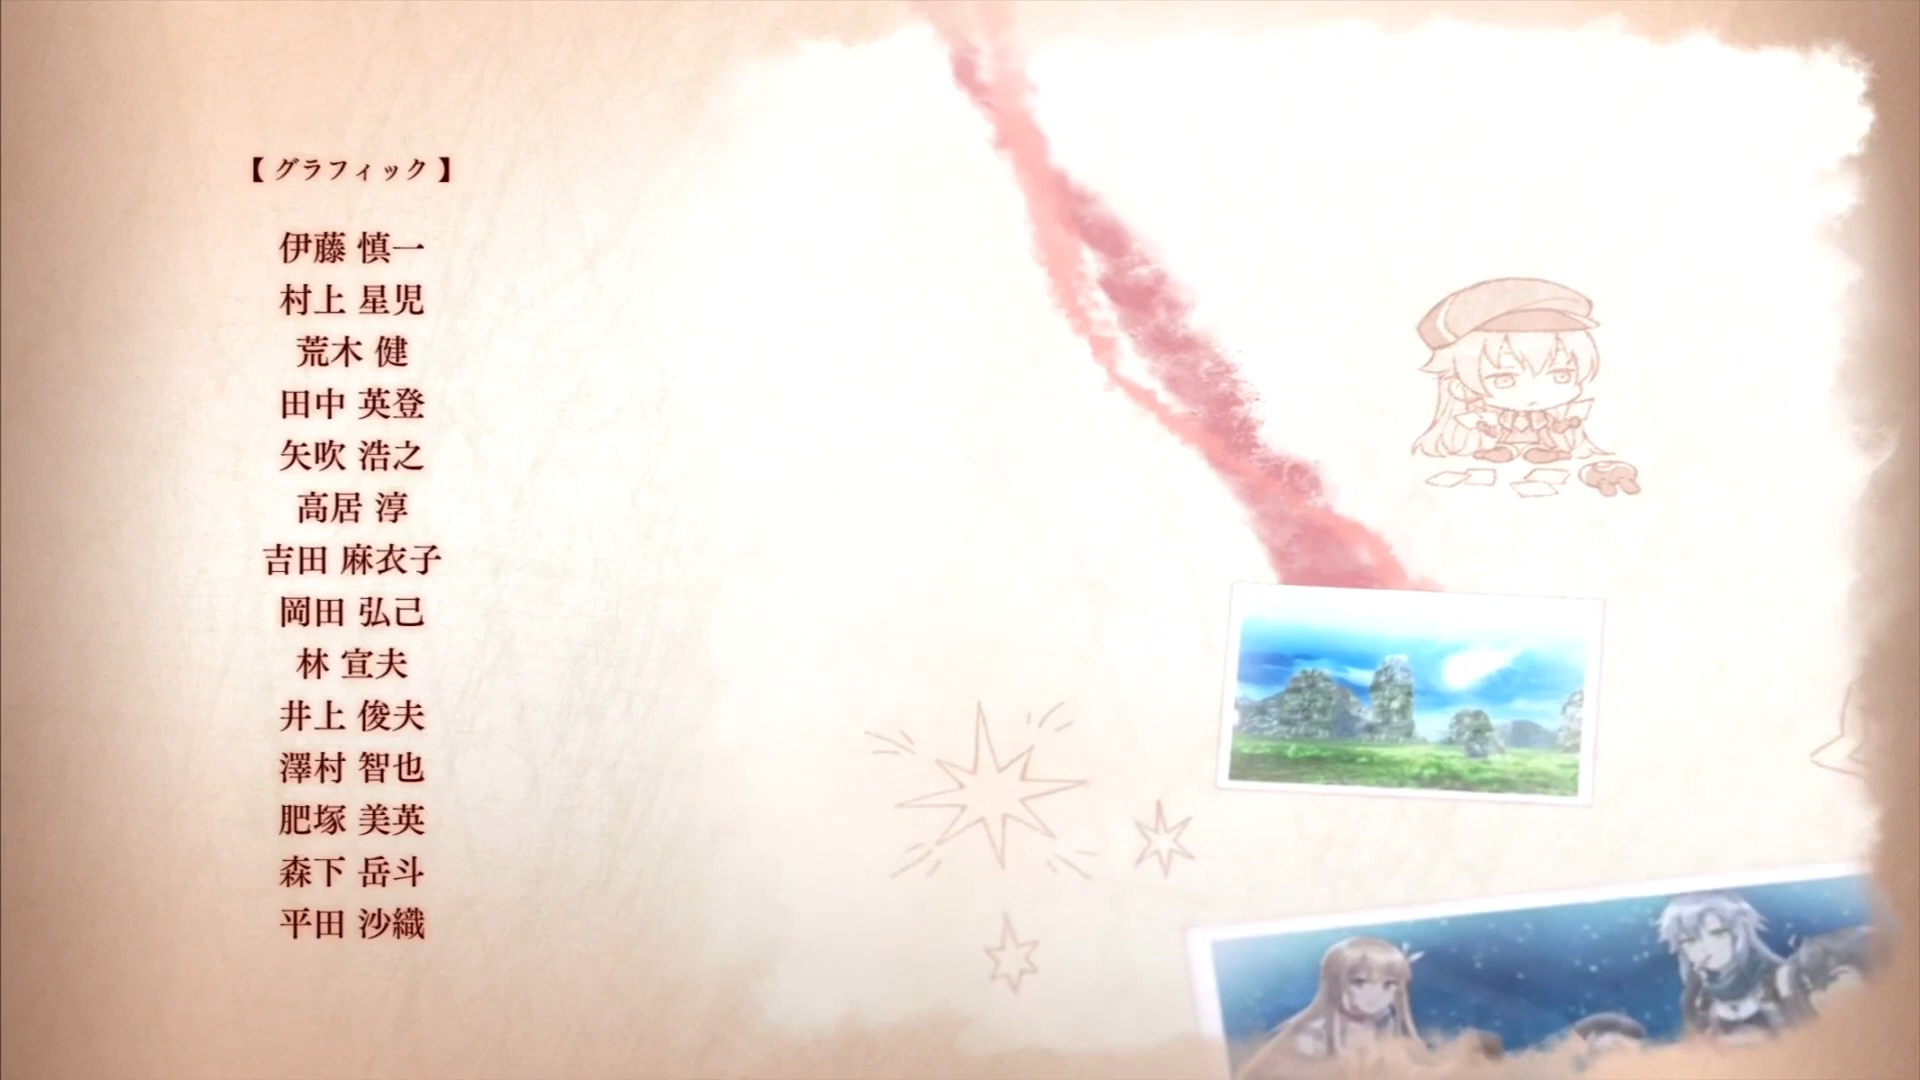 【グラフィック】
伊藤 慎一
村上 星児
荒木 健
田中 英登
矢吹 浩之
高居 淳
吉田 麻衣子
岡田 弘己
林 宣夫
井上 俊夫
澤村 智也
肥塚 美英
森下 岳斗
平田 沙織